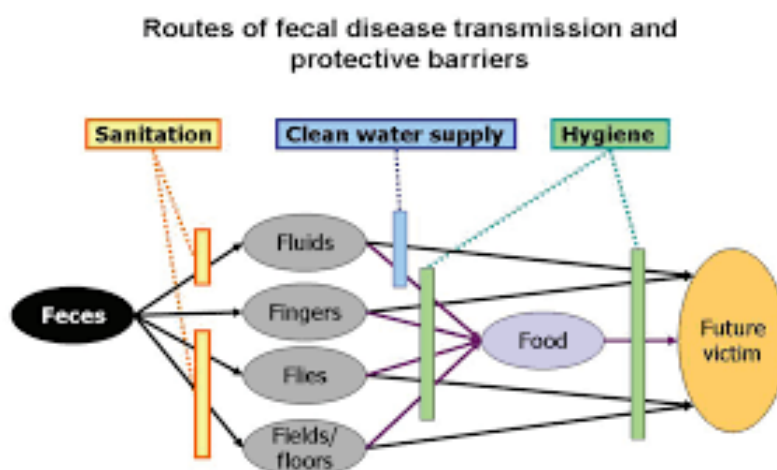 Routes of fecal disease transmission and
protective barriers
Sanitation
Clean water supply
Hygiene
Fluids
Feces
Fingers
Food
Future
victim
Flies
Fields/
floors